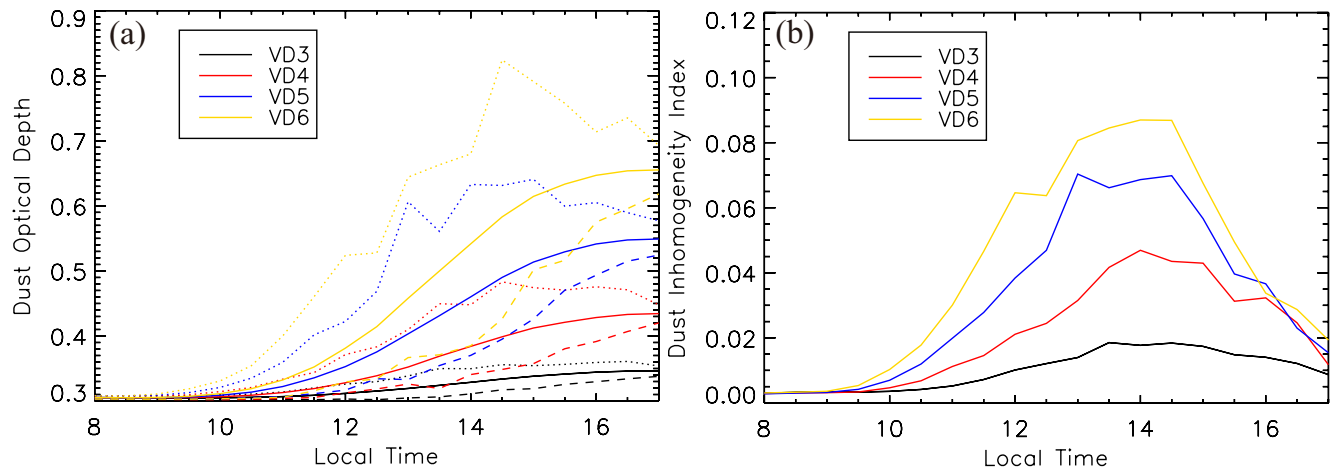 (a)
VD3
VD4
VD5
VD6
Dust Optical Depth
0.9
0.8
0.7
0.6
0.5
0.4
0.3
8 10 12 14 16
Local Time
(b)
VD3
VD4
VD5
VD6
Dust Inhomogeneity Index
0.12
0.10
0.08
0.06
0.04
0.02
0.00
8 10 12 14 16
Local Time